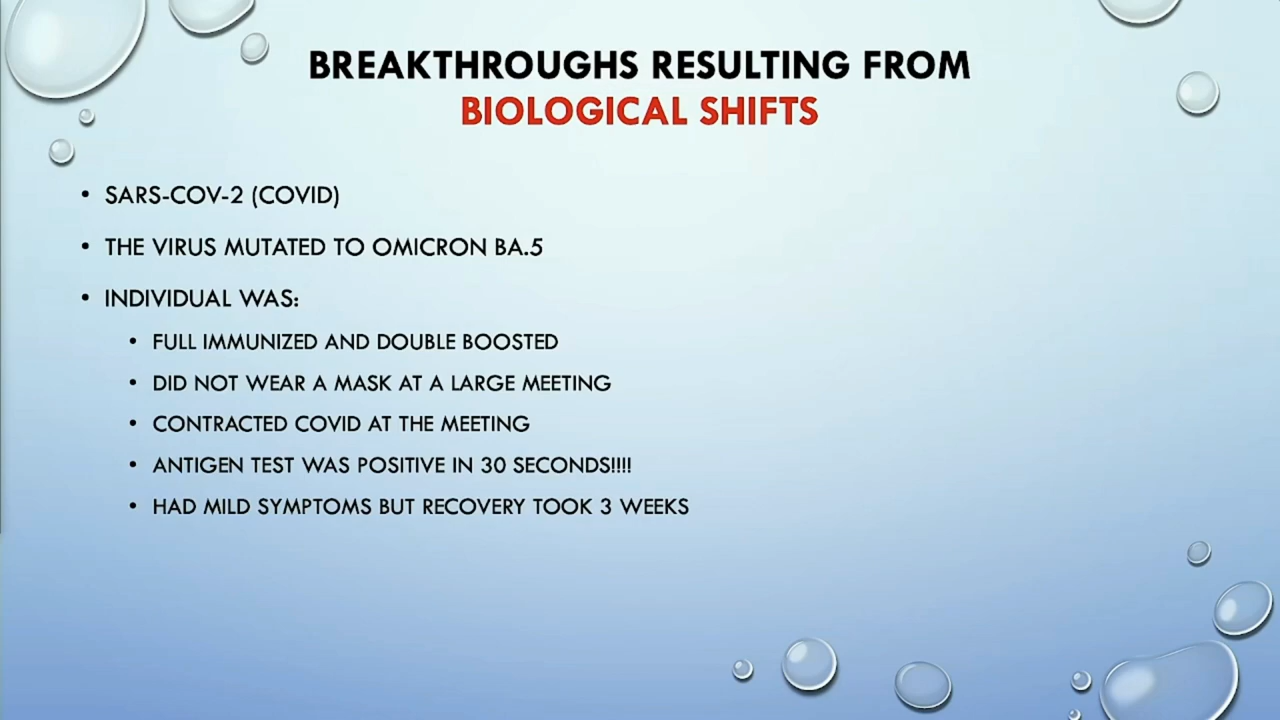 BREAKTHROUGHS RESULTING FROM
BIOLOGICAL SHIFTS
• SARS-COV-2 (COVID)
• THE VIRUS MUTATED TO OMICRON BA.5
• INDIVIDUAL WAS:
• FULL IMMUNIZED AND DOUBLE BOOSTED
• DID NOT WEAR A MASK AT A LARGE MEETING
• CONTRACTED COVID AT THE MEETING
• ANTIGEN TEST WAS POSITIVE IN 30 SECONDS!!!!
• HAD MILD SYMPTOMS BUT RECOVERY TOOK 3 WEEKS